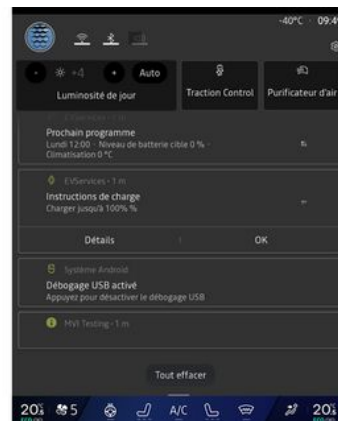 -40°C · 09:4
- +4 + Auto
Luminosité de jour
Traction Control
Purificateur d'air
EVServices · 1 m
Prochain programme
Lundi 12:00 · Niveau de batterie cible 0 % ·
Climatisation 0 °C
EVServices · 1 m
Instructions de charge
Charger jusqu'à 100% %
Détails
OK
Système Android
Débogage USB activé
Appuyez pour désactiver le débogage
USB
MVI Testing · 1 m
Tout effacer
20 5 A/C 20